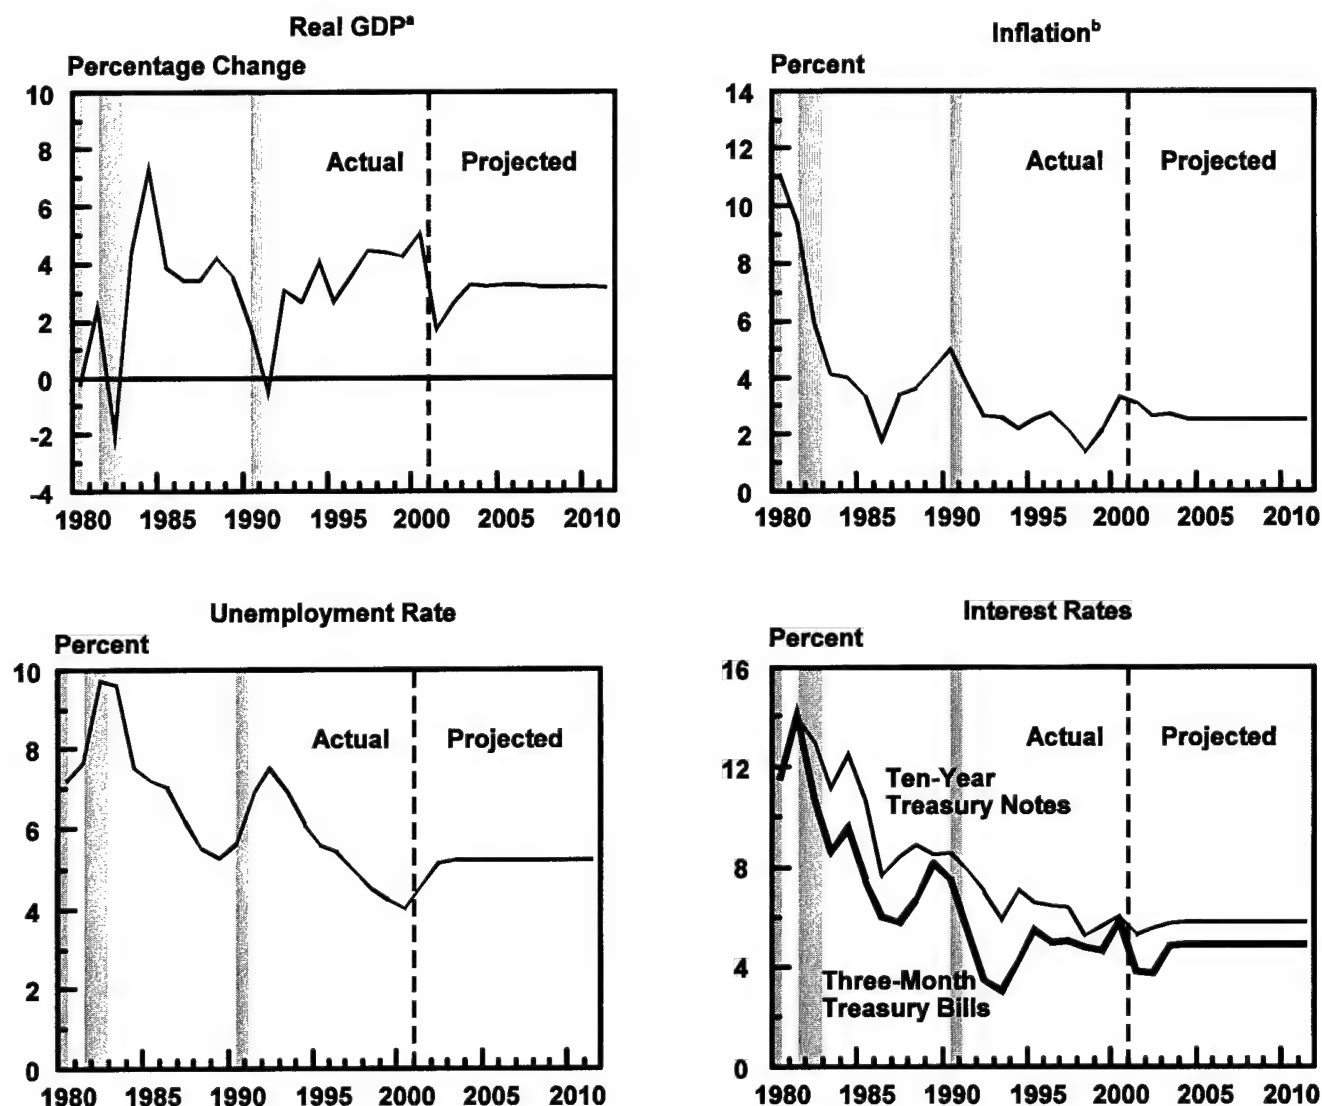 Real GDPᵃ
Percentage Change
10
8
6
4
2
0
-2
-4
Actual
Projected
1980 1985 1990 1995 2000 2005 2010
Inflationᵇ
Percent
14
12
10
8
6
4
2
0
Actual
Projected
1980 1985 1990 1995 2000 2005 2010
Unemployment Rate
Percent
10
8
6
4
2
0
Actual
Projected
1980 1985 1990 1995 2000 2005 2010
Interest Rates
Percent
16
12
8
4
0
Actual
Projected
Ten-Year
Treasury Notes
Three-Month
Treasury Bills
1980 1985 1990 1995 2000 2005 2010